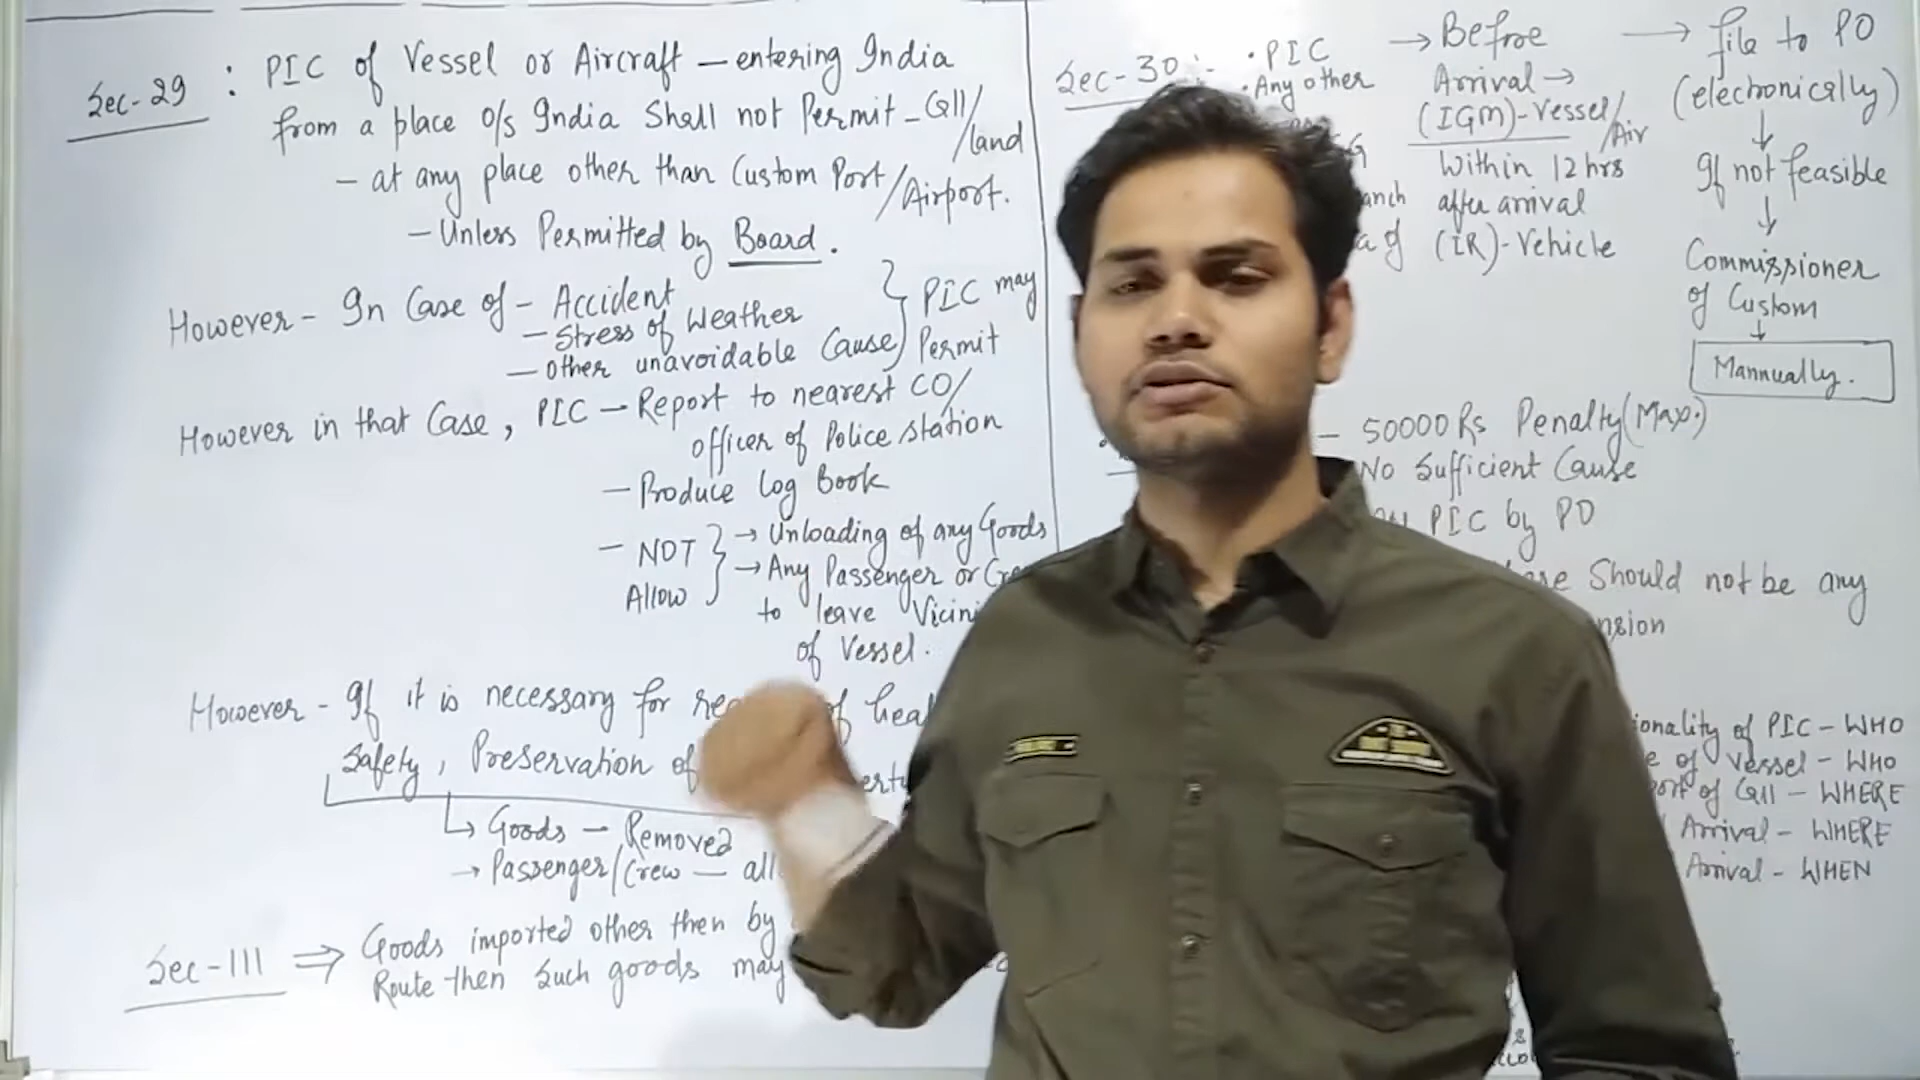 Sec-29 : PIC of Vessel or Aircraft – entering India
from a place o/s India Shall not Permit – Call/land
– at any place other than Custom Port/Airport.
– Unless Permitted by Board.
However – In Case of – Accident
– Stress of Weather
– Other unavoidable Cause
PIC may
Permit
However in that Case, PIC – Report to nearest CO/
officer of Police station
– Produce Log Book
– NOT
Allow
→ Unloading of any Goods
→ Any Passenger or
to leave
of Vessel.
However – If it is necessary for of
Safety, Preservation of
↳ Goods – Removed
→ Passenger/Crew –
Sec-111 ⇒ Goods imported other then by
Route then Such goods may
Sec-30 :-
• PIC
• Any other
→ Before
Arrival →
(IGM)-Vessel/Air
Within 12 hrs
after arrival
(IR)-Vehicle
→ file to PO
(electronically)
↓
If not feasible
↓
Commissioner
of Custom
↓
Mannually.
– 50000 Rs Penalty (Max.)
No Sufficient Cause
PIC by PO
Should not be any
of PIC – WHO
of Vessel – WHO
of Call – WHERE
Arrival – WHERE
Arrival – WHEN